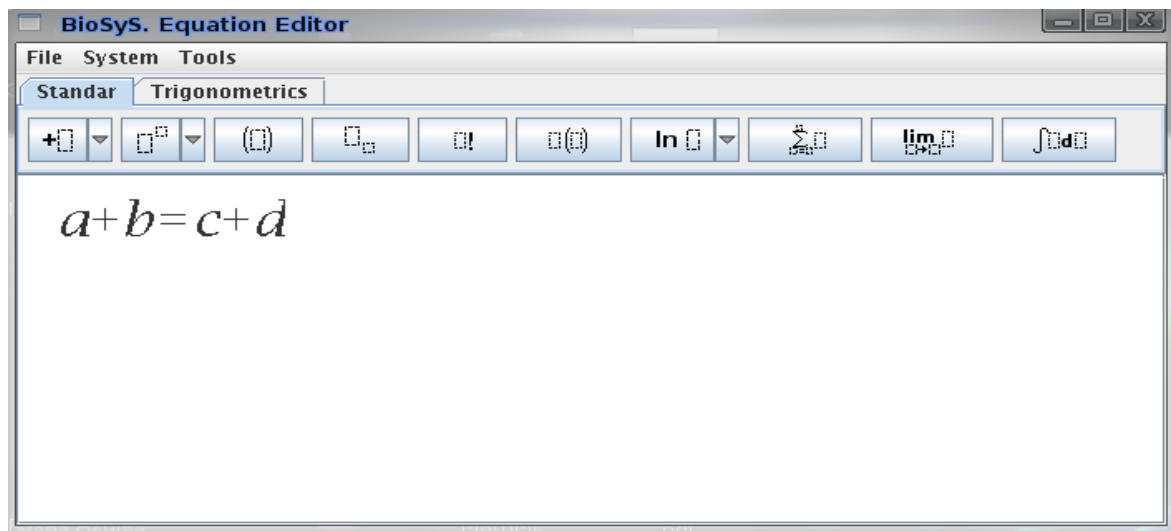 BioSyS. Equation Editor
File System Tools
Standar Trigonometrics
+ ( ) ! ( ) ln ∑ = lim → ∫ d
a+b=c+d